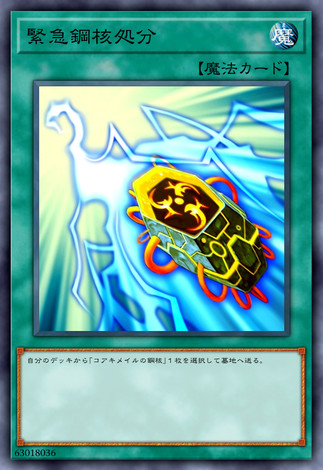 緊急鋼核処分
魔
【魔法カード】
自分のデッキから「コアキメイルの鋼核」1枚を選択して墓地へ送る。
63018036